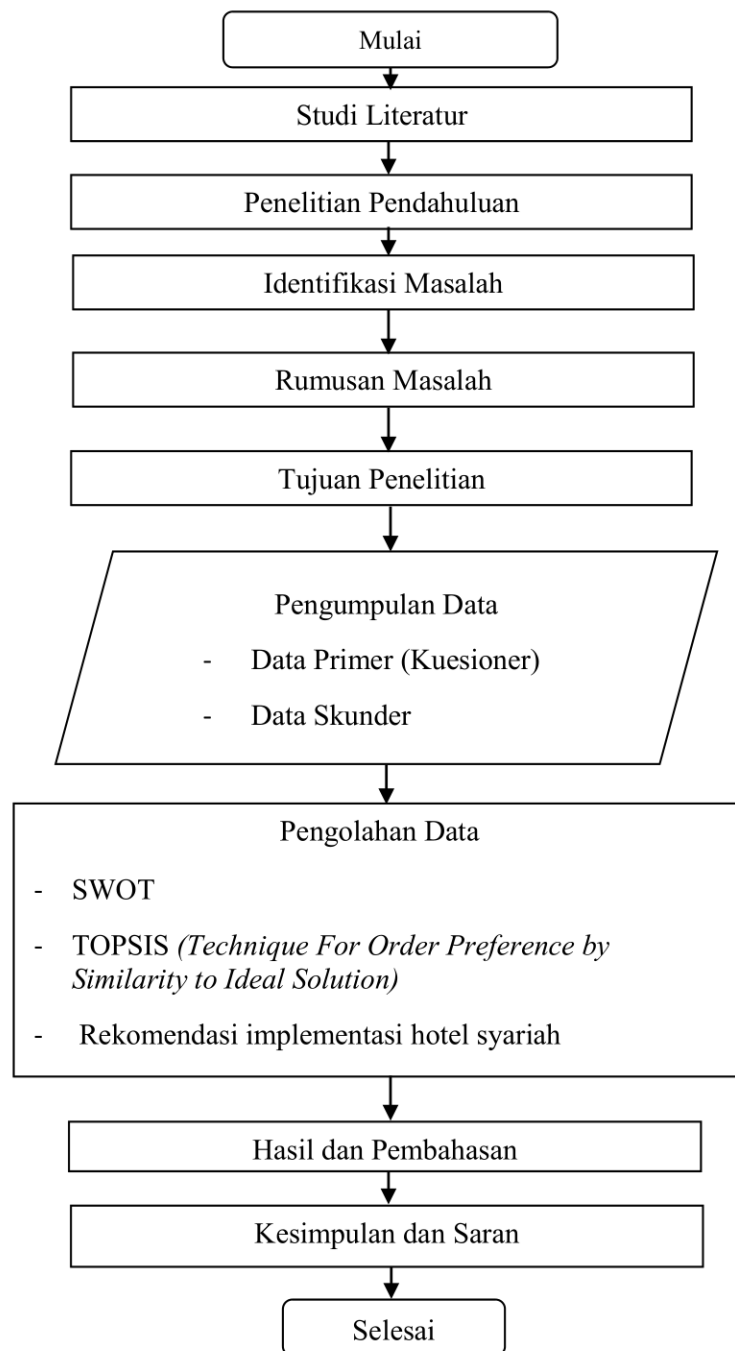 Mulai
Studi Literatur
Penelitian Pendahuluan
Identifikasi Masalah
Rumusan Masalah
Tujuan Penelitian
Pengumpulan Data
- Data Primer (Kuesioner)
- Data Skunder
Pengolahan Data
- SWOT
- TOPSIS (Technique For Order Preference by
Similarity to Ideal Solution)
- Rekomendasi implementasi hotel syariah
Hasil dan Pembahasan
Kesimpulan dan Saran
Selesai